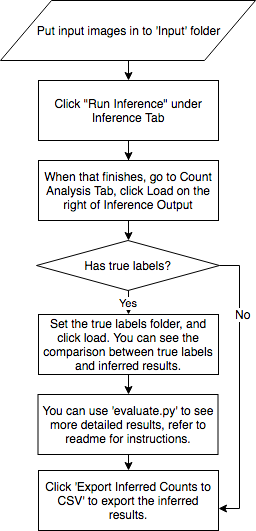 Put input images in to 'Input' folder
Click "Run Inference" under
Inference Tab
When that finishes, go to Count
Analysis Tab, click Load on the
right of Inference Output
Has true labels?
Yes
No
Set the true labels folder, and
click load. You can see the
comparison between true labels
and inferred results.
You can use 'evaluate.py' to see
more detailed results, refer to
readme for instructions.
Click 'Export Inferred Counts to
CSV' to export the inferred
results.